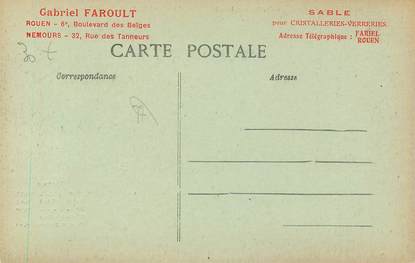 Gabriel FAROULT
ROUEN - 6ª, Boulevard des Belges
NEMOURS - 32, Rue des Tanneurs
SABLE
pour CRISTALLERIES-VERRERIES
Adresse Télégraphique : FARIEL-ROUEN
CARTE POSTALE
Correspondance
Adresse